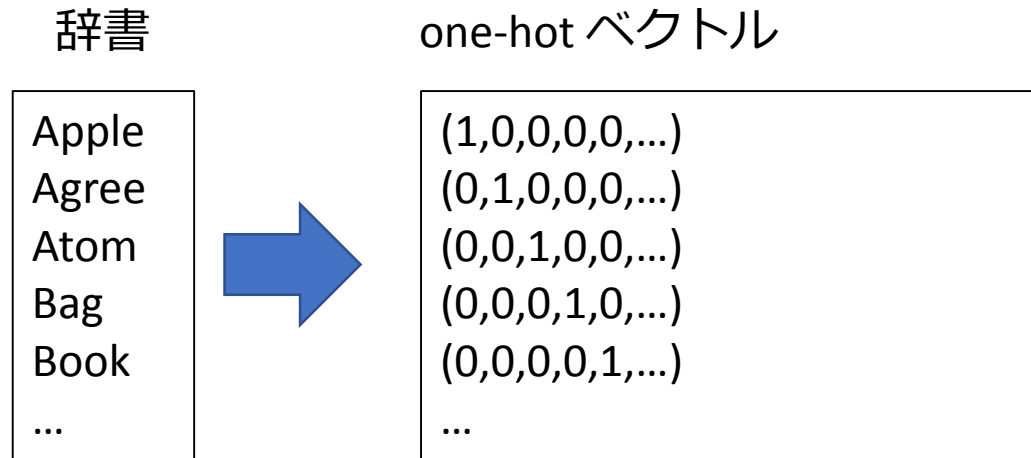 辞書
one-hot ベクトル
Apple
Agree
Atom
Bag
Book
...
(1,0,0,0,0,...)
(0,1,0,0,0,...)
(0,0,1,0,0,...)
(0,0,0,1,0,...)
(0,0,0,0,1,...)
...